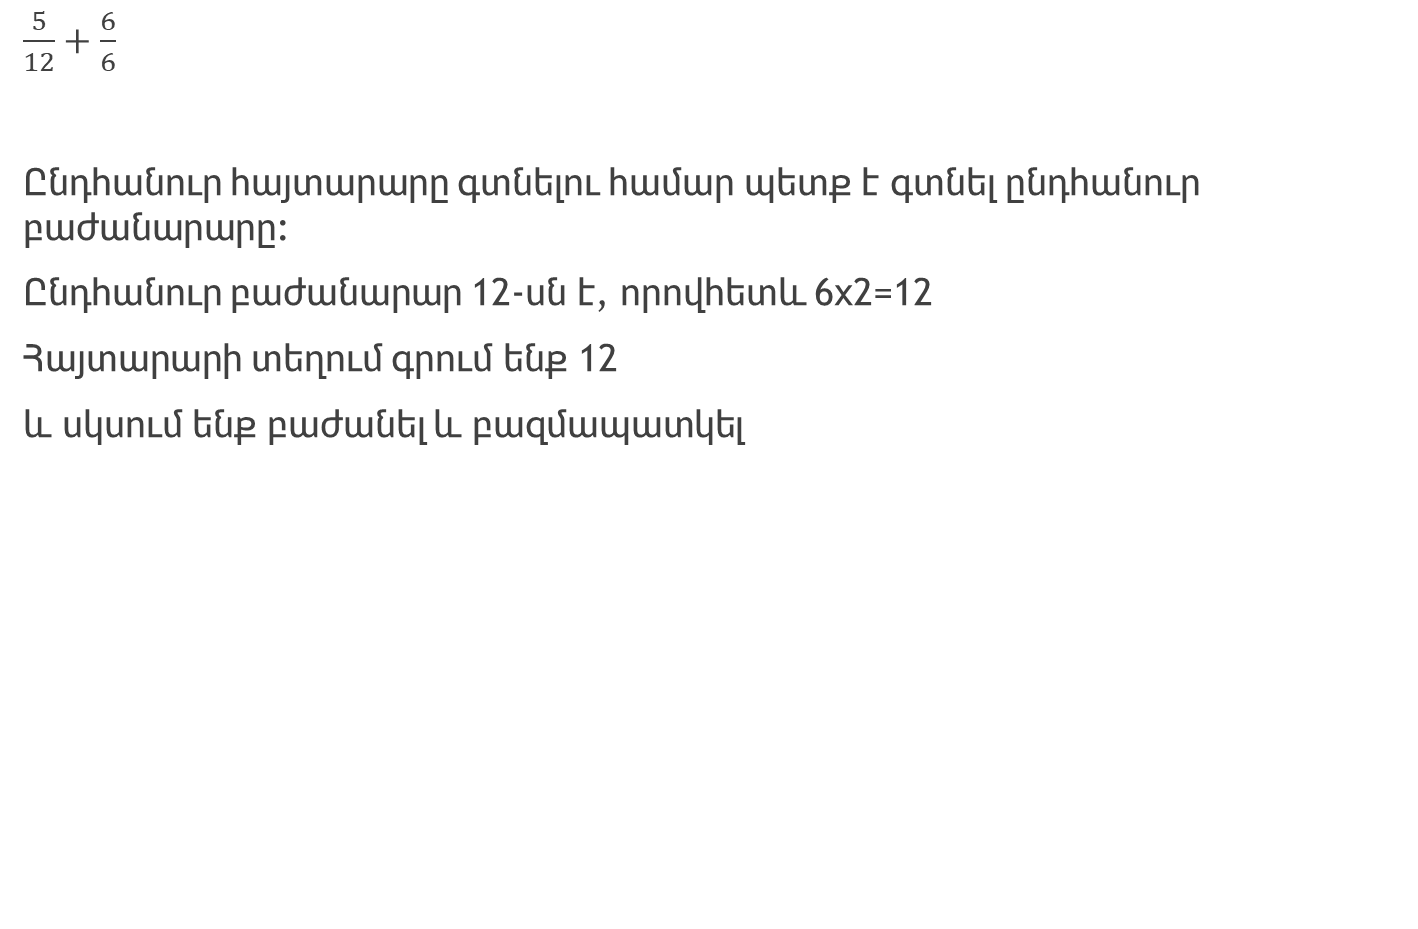 5/12 + 6/6
Ընդհանուր հայտարարը գտնելու համար պետք է գտնել ընդհանուր
բաժանարարը:
Ընդհանուր բաժանարար 12-սն է, որովհետև 6x2=12
Հայտարարի տեղում գրում ենք 12
և սկսում ենք բաժանել և բազմապատկել